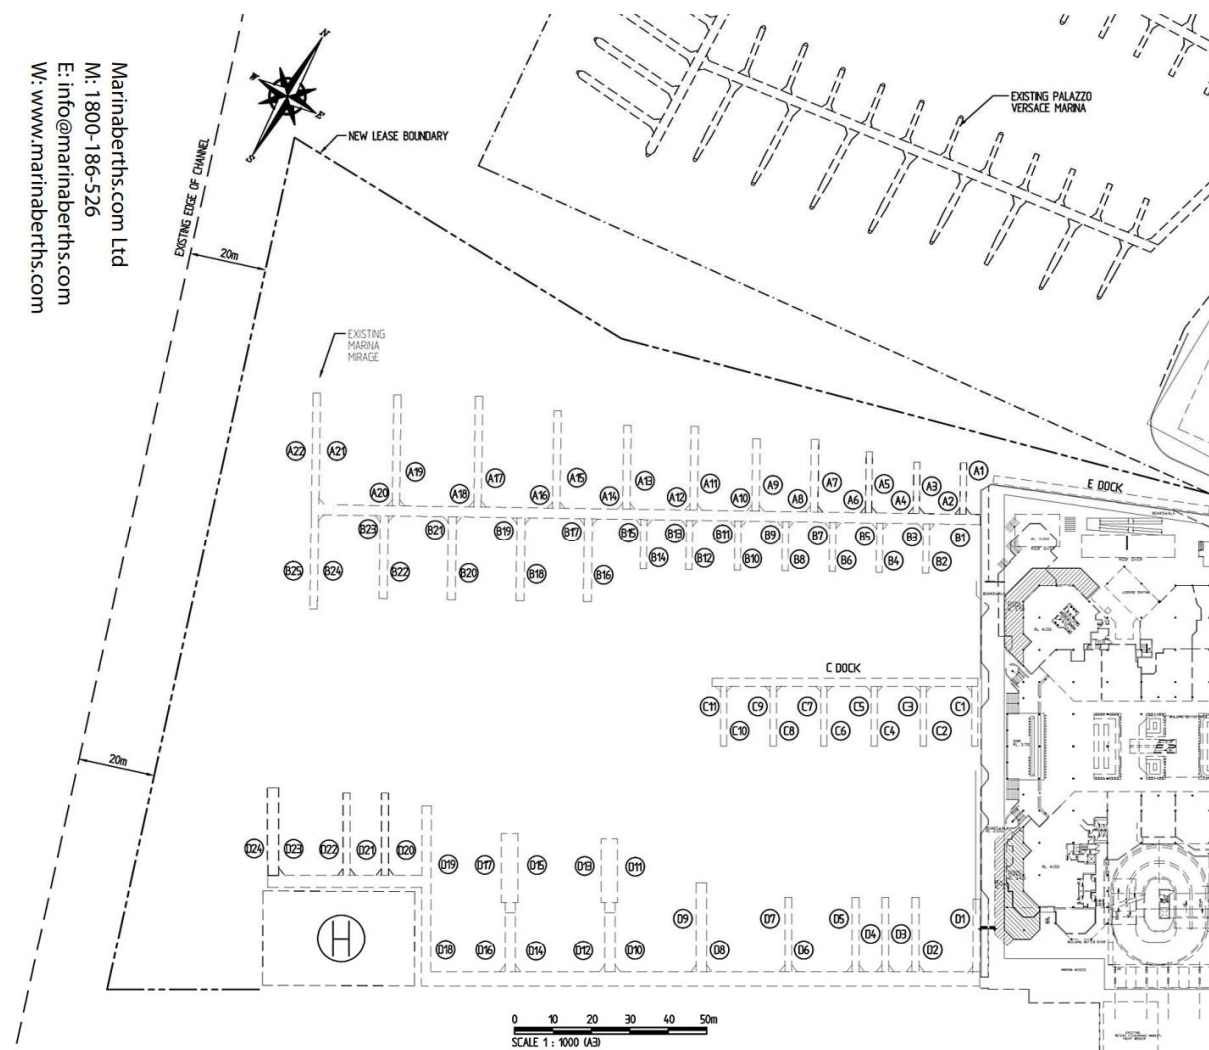 Marinaberths.com Ltd
M: 1 800-186-526
E: info@marinaberths.com
W: www.marinaberths.com
N
W
E
S
EXISTING EDGE OF CHANNEL
NEW LEASE BOUNDARY
EXISTING PALAZZO
VERSACE MARINA
20m
EXISTING
MARINA
MIRAGE
A22 A21 A20 A19 A18 A17 A16 A15 A14 A13 A12 A11 A10 A9 A8 A7 A6 A5 A4 A3 A2 A1
E DOCK
B23 B21 B19 B17 B15 B13 B11 B9 B7 B5 B3 B1
B25 B24 B22 B20 B18 B16 B14 B12 B10 B8 B6 B4 B2
C DOCK
C11 C9 C7 C5 C3 C1
C10 C8 C6 C4 C2
20m
D24 D23 D22 D21 D20 D19 D17 D15 D13 D11
D9 D7 D5 D4 D3 D1
D18 D16 D14 D12 D10 D8 D6 D2
H
0 10 20 30 40 50m
SCALE 1 : 1000 (A3)